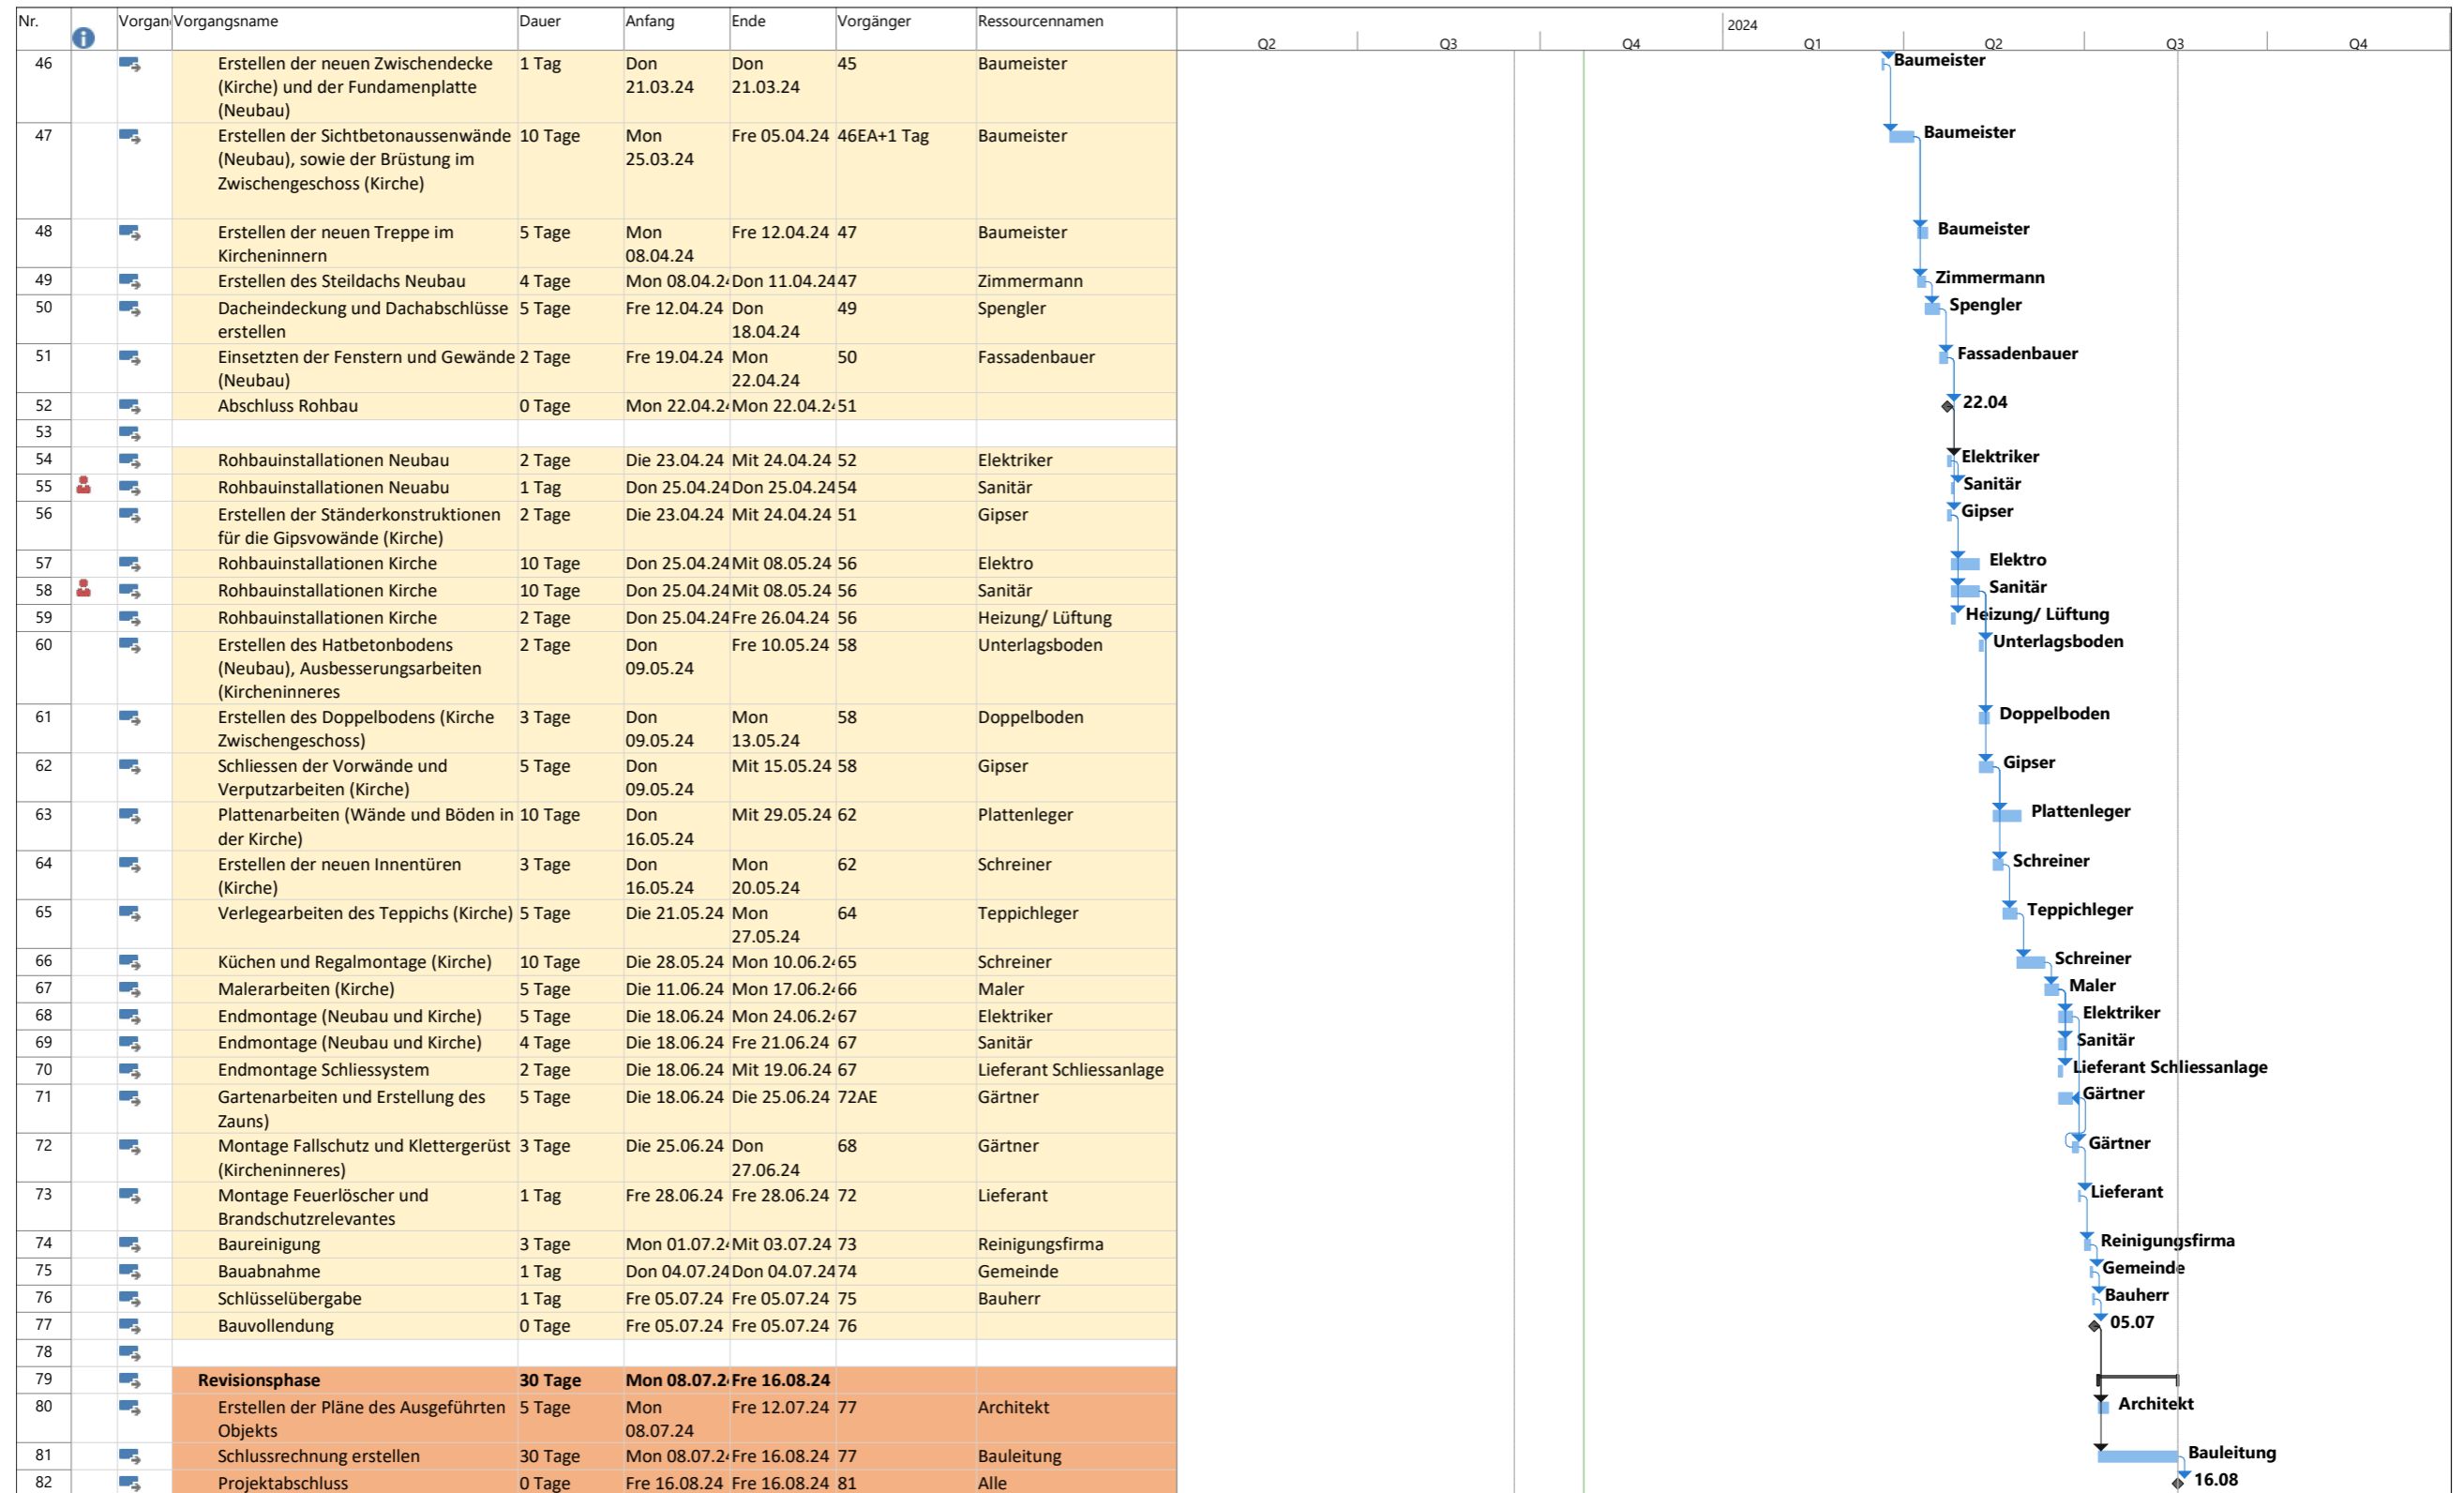 Nr. Vorgan Vorgangsname Dauer Anfang Ende Vorgänger Ressourcennamen
2024
Q2 Q3 Q4 Q1 Q2 Q3 Q4
46 Erstellen der neuen Zwischendecke 1 Tag Don Don 45 Baumeister Baumeister
(Kirche) und der Fundamenplatte 21.03.24 21.03.24
(Neubau)
47 Erstellen der Sichtbetonaussenwände 10 Tage Mon Fre 05.04.24 46EA+1 Tag Baumeister Baumeister
(Neubau), sowie der Brüstung im 25.03.24
Zwischengeschoss (Kirche)
48 Erstellen der neuen Treppe im 5 Tage Mon Fre 12.04.24 47 Baumeister Baumeister
Kircheninnern 08.04.24
49 Erstellen des Steildachs Neubau 4 Tage Mon 08.04.24 Don 11.04.24 47 Zimmermann Zimmermann
50 Dacheindeckung und Dachabschlüsse 5 Tage Fre 12.04.24 Don 49 Spengler Spengler
erstellen 18.04.24
51 Einsetzten der Fenstern und Gewände 2 Tage Fre 19.04.24 Mon 50 Fassadenbauer Fassadenbauer
(Neubau) 22.04.24
52 Abschluss Rohbau 0 Tage Mon 22.04.24 Mon 22.04.24 51 22.04
53
54 Rohbauinstallationen Neubau 2 Tage Die 23.04.24 Mit 24.04.24 52 Elektriker Elektriker
55 Rohbauinstallationen Neuabu 1 Tag Don 25.04.24 Don 25.04.24 54 Sanitär Sanitär
56 Erstellen der Ständerkonstruktionen 2 Tage Die 23.04.24 Mit 24.04.24 51 Gipser Gipser
für die Gipsvowände (Kirche)
57 Rohbauinstallationen Kirche 10 Tage Don 25.04.24 Mit 08.05.24 56 Elektro Elektro
58 Rohbauinstallationen Kirche 10 Tage Don 25.04.24 Mit 08.05.24 56 Sanitär Sanitär
59 Rohbauinstallationen Kirche 2 Tage Don 25.04.24 Fre 26.04.24 56 Heizung/ Lüftung Heizung/ Lüftung
60 Erstellen des Hatbetonbodens 2 Tage Don Fre 10.05.24 58 Unterlagsboden Unterlagsboden
(Neubau), Ausbesserungsarbeiten 09.05.24
(Kircheninneres
61 Erstellen des Doppelbodens (Kirche 3 Tage Don Mon 58 Doppelboden Doppelboden
Zwischengeschoss) 09.05.24 13.05.24
62 Schliessen der Vorwände und 5 Tage Don Mit 15.05.24 58 Gipser Gipser
Verputzarbeiten (Kirche) 09.05.24
63 Plattenarbeiten (Wände und Böden in 10 Tage Don Mit 29.05.24 62 Plattenleger Plattenleger
der Kirche) 16.05.24
64 Erstellen der neuen Innentüren 3 Tage Don Mon 62 Schreiner Schreiner
(Kirche) 16.05.24 20.05.24
65 Verlegearbeiten des Teppichs (Kirche) 5 Tage Die 21.05.24 Mon 64 Teppichleger Teppichleger
27.05.24
66 Küchen und Regalmontage (Kirche) 10 Tage Die 28.05.24 Mon 10.06.24 65 Schreiner Schreiner
67 Malerarbeiten (Kirche) 5 Tage Die 11.06.24 Mon 17.06.24 66 Maler Maler
68 Endmontage (Neubau und Kirche) 5 Tage Die 18.06.24 Mon 24.06.24 67 Elektriker Elektriker
69 Endmontage (Neubau und Kirche) 4 Tage Die 18.06.24 Fre 21.06.24 67 Sanitär Sanitär
70 Endmontage Schliessystem 2 Tage Die 18.06.24 Mit 19.06.24 67 Lieferant Schliessanlage Lieferant Schliessanlage
71 Gartenarbeiten und Erstellung des 5 Tage Die 18.06.24 Die 25.06.24 72AE Gärtner Gärtner
Zauns)
72 Montage Fallschutz und Klettergerüst 3 Tage Die 25.06.24 Don 68 Gärtner Gärtner
(Kircheninneres) 27.06.24
73 Montage Feuerlöscher und 1 Tag Fre 28.06.24 Fre 28.06.24 72 Lieferant Lieferant
Brandschutzrelevantes
74 Baureinigung 3 Tage Mon 01.07.24 Mit 03.07.24 73 Reinigungsfirma Reinigungsfirma
75 Bauabnahme 1 Tag Don 04.07.24 Don 04.07.24 74 Gemeinde Gemeinde
76 Schlüsselübergabe 1 Tag Fre 05.07.24 Fre 05.07.24 75 Bauherr Bauherr
77 Bauvollendung 0 Tage Fre 05.07.24 Fre 05.07.24 76 05.07
78
79 Revisionsphase 30 Tage Mon 08.07.2 Fre 16.08.24
80 Erstellen der Pläne des Ausgeführten 5 Tage Mon Fre 12.07.24 77 Architekt Architekt
Objekts 08.07.24
81 Schlussrechnung erstellen 30 Tage Mon 08.07.24 Fre 16.08.24 77 Bauleitung Bauleitung
82 Projektabschluss 0 Tage Fre 16.08.24 Fre 16.08.24 81 Alle 16.08